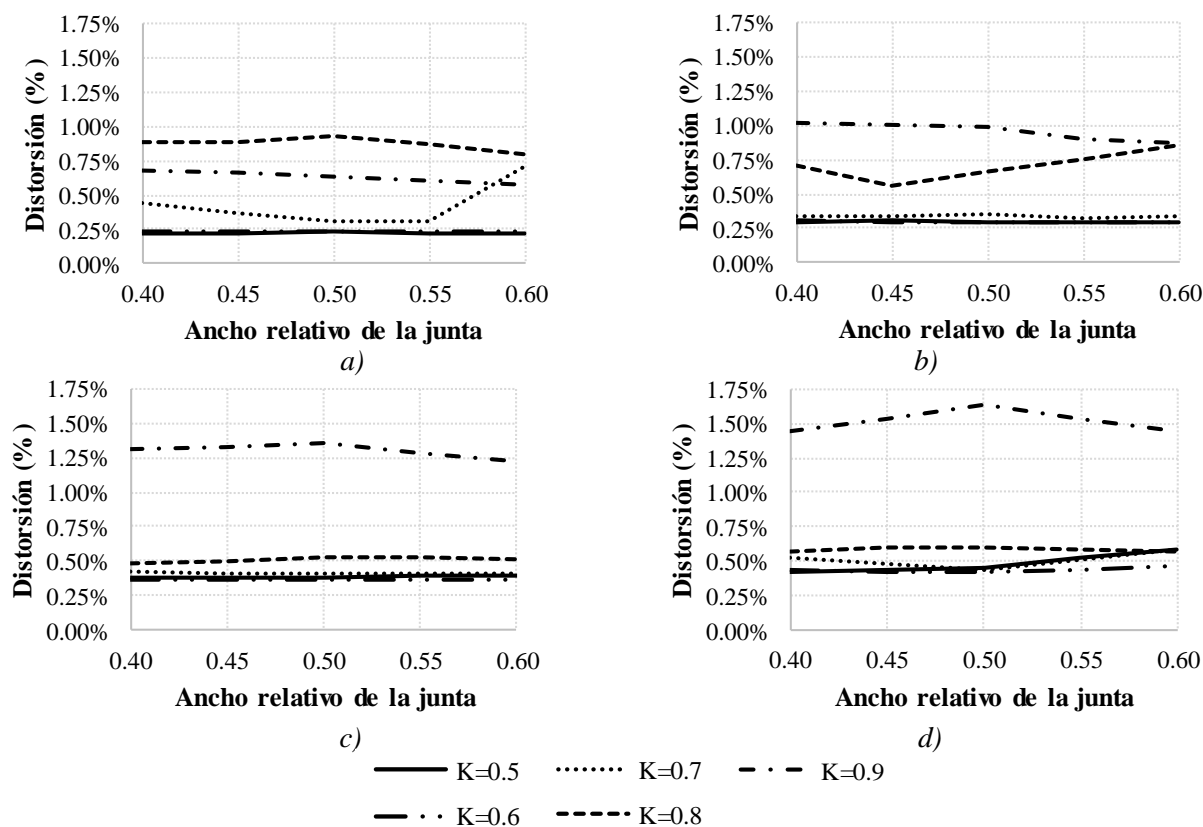 1.75%
1.50%
1.25%
1.00%
0.75%
0.50%
0.25%
0.00%
Distorsión (%)
0.40 0.45 0.50 0.55 0.60
Ancho relativo de la junta
a)
1.75%
1.50%
1.25%
1.00%
0.75%
0.50%
0.25%
0.00%
Distorsión (%)
0.40 0.45 0.50 0.55 0.60
Ancho relativo de la junta
b)
1.75%
1.50%
1.25%
1.00%
0.75%
0.50%
0.25%
0.00%
Distorsión (%)
0.40 0.45 0.50 0.55 0.60
Ancho relativo de la junta
c)
1.75%
1.50%
1.25%
1.00%
0.75%
0.50%
0.25%
0.00%
Distorsión (%)
0.40 0.45 0.50 0.55 0.60
Ancho relativo de la junta
d)
K=0.5 K=0.7 K=0.9
K=0.6 K=0.8